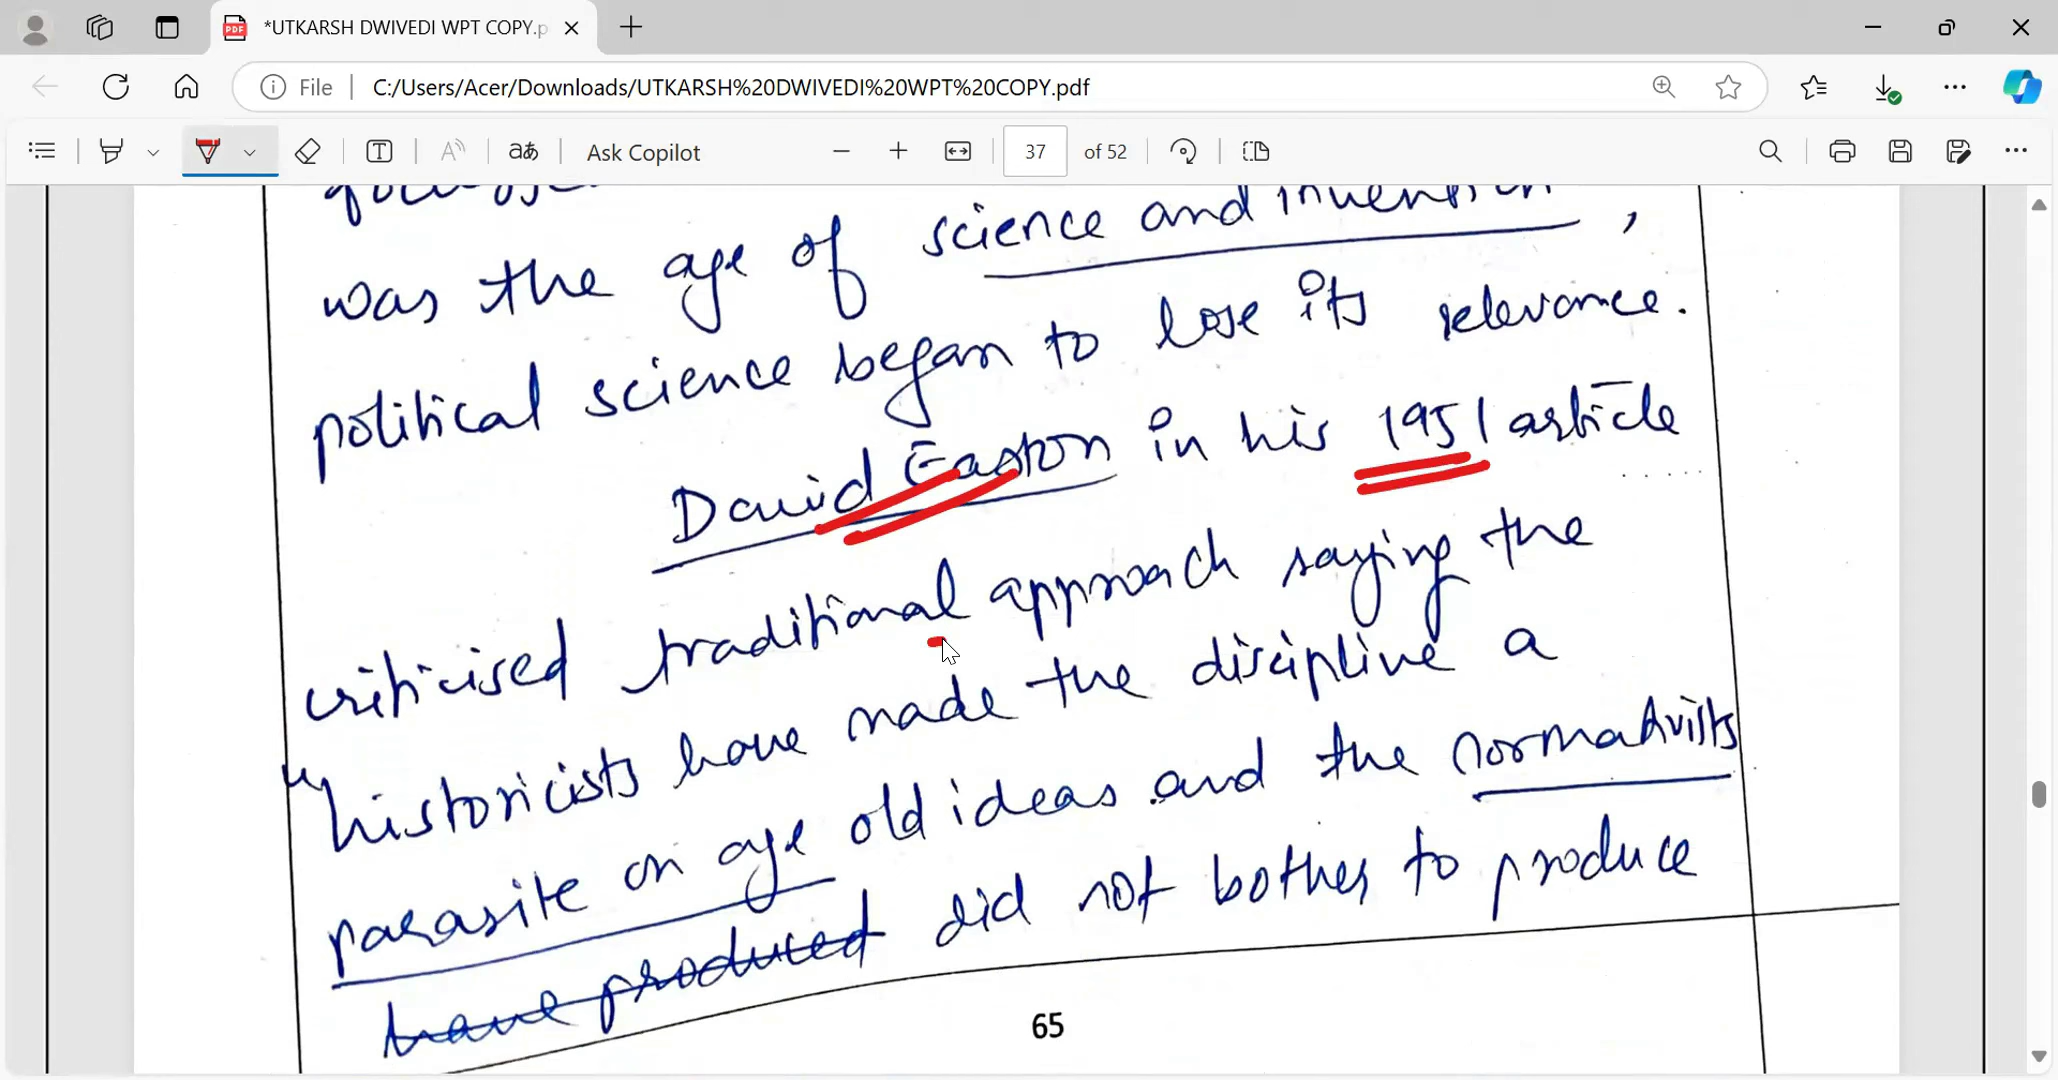 *UTKARSH DWIVEDI WPT COPY.p
File
C:/Users/Acer/Downloads/UTKARSH%20DWIVEDI%20WPT%20COPY.pdf
Ask Copilot
37 of 52
was the age of science and invention,
political science began to lose its relevance.
David Easton in his 1951 article
criticised traditional approach saying the
"historicists have made the discipline a
parasite on age old ideas and the normativists
have produced did not bother to produce
65